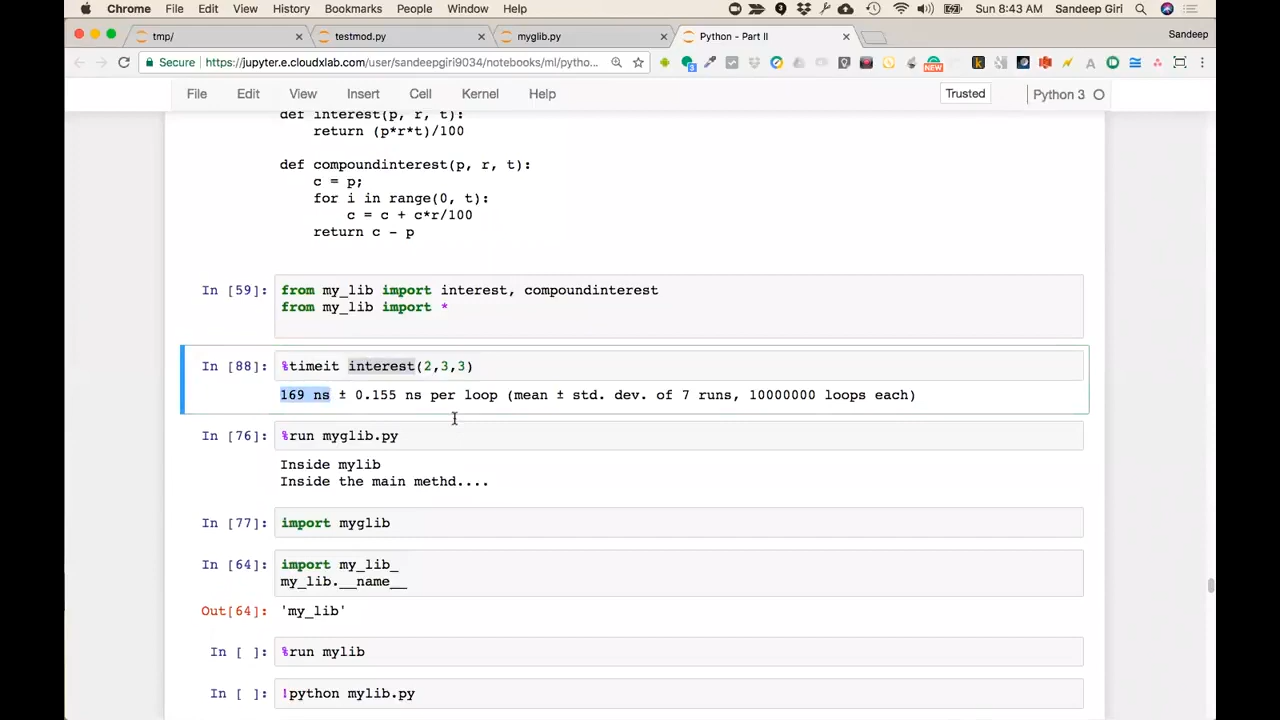 Chrome File Edit View History Bookmarks People Window Help Sun 8:43 AM Sandeep Giri
tmp/ testmod.py myglib.py Python - Part II Sandeep
Secure https://jupyter.e.cloudxlab.com/user/sandeepgiri9034/notebooks/ml/pytho...
File Edit View Insert Cell Kernel Help Trusted Python 3
def interest(p, r, t):
return (p*r*t)/100
def compoundinterest(p, r, t):
c = p;
for i in range(0, t):
c = c + c*r/100
return c - p
In [59]: from my_lib import interest, compoundinterest
from my_lib import *
In [88]: %timeit interest(2,3,3)
169 ns ± 0.155 ns per loop (mean ± std. dev. of 7 runs, 10000000 loops each)
In [76]: %run myglib.py
Inside mylib
Inside the main methd....
In [77]: import myglib
In [64]: import my_lib_
my_lib.__name__
Out[64]: 'my_lib'
In [ ]: %run mylib
In [ ]: !python mylib.py